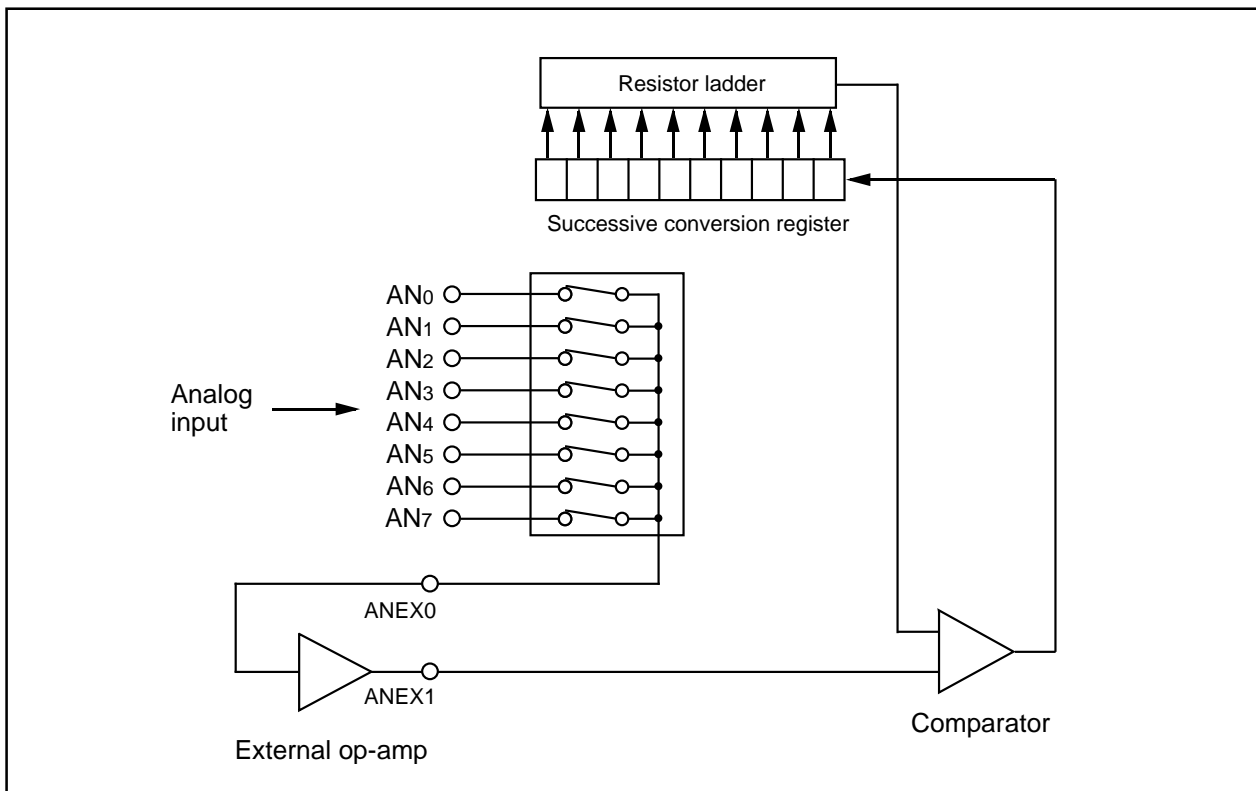 Resistor ladder
Successive conversion register
AN0
AN1
AN2
AN3
AN4
AN5
AN6
AN7
Analog
input
ANEX0
ANEX1
External op-amp
Comparator